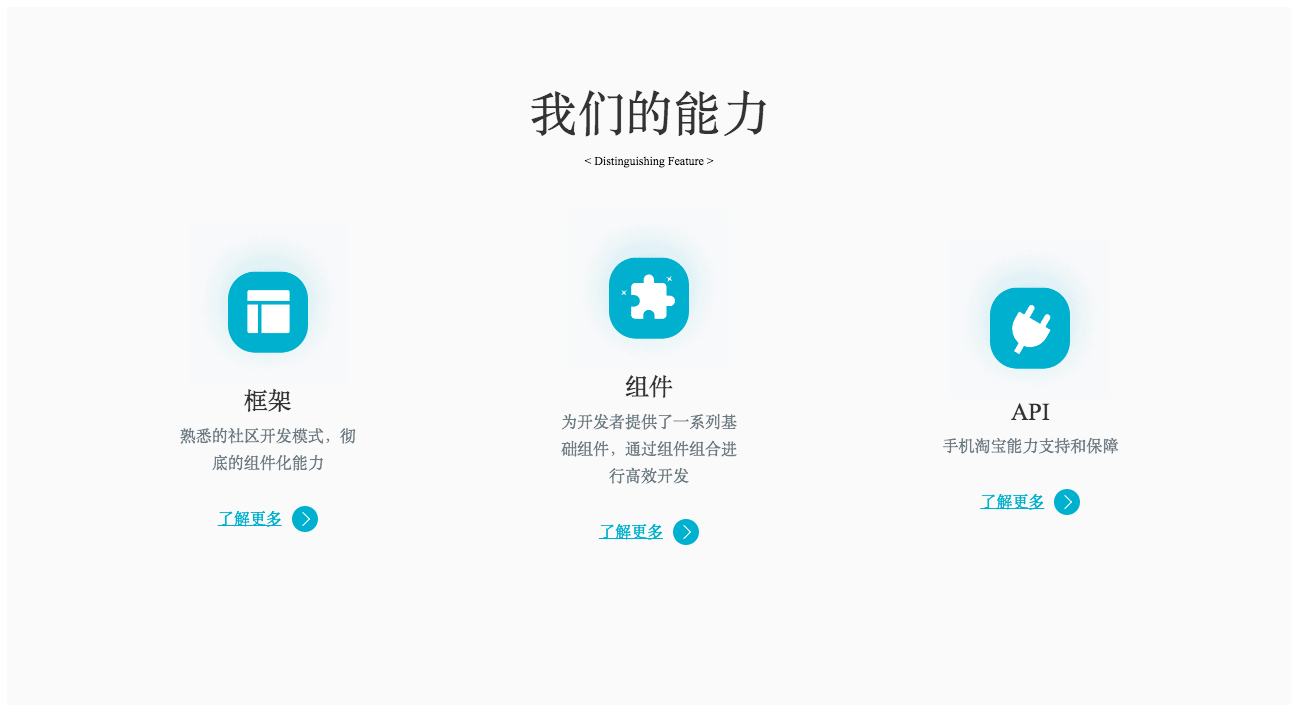 我们的能力
< Distinguishing Feature >
框架
熟悉的社区开发模式，彻
底的组件化能力
了解更多
组件
为开发者提供了一系列基
础组件，通过组件组合进
行高效开发
了解更多
API
手机淘宝能力支持和保障
了解更多